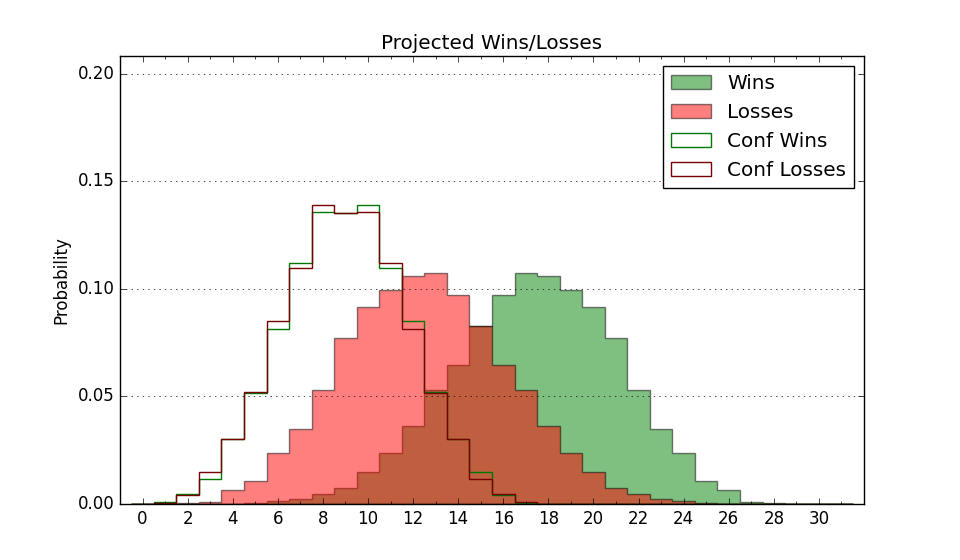 Projected Wins/Losses
Wins
Losses
Conf Wins
Conf Losses
Probability
0.20
0.15
0.10
0.05
0.00
0 2 4 6 8 10 12 14 16 18 20 22 24 26 28 30